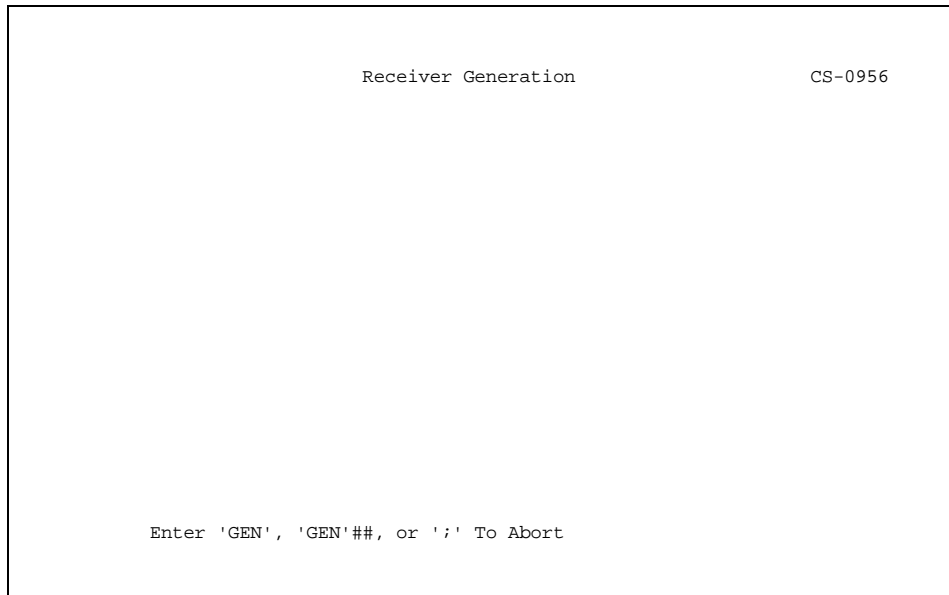 Receiver Generation CS-0956
Enter 'GEN', 'GEN'##, or ';' To Abort